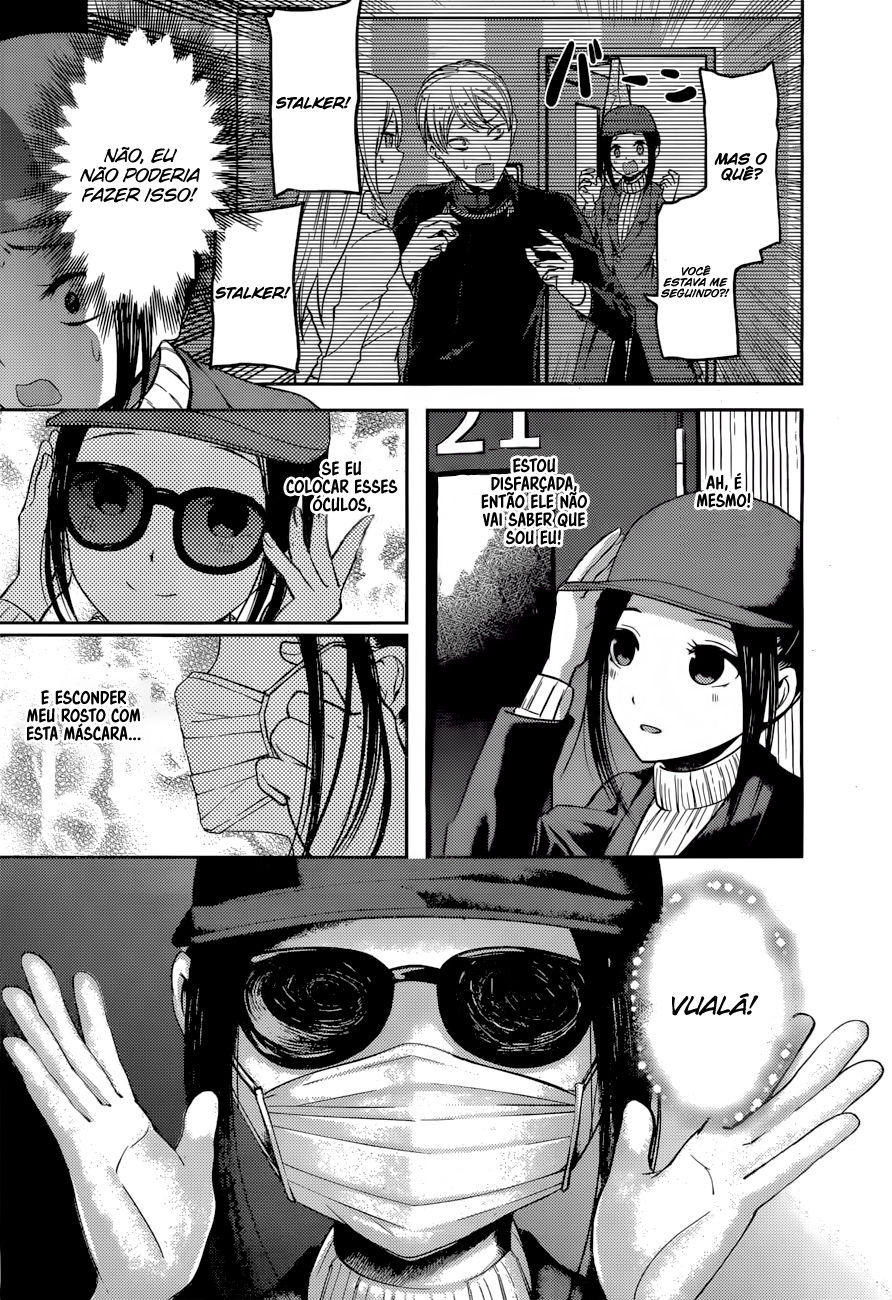 MAS O
QUÊ?
VOCÊ
ESTAVA ME
SEGUINDO?!
バーン
STALKER!
STALKER!
NÃO, EU
NÃO PODERIA
FAZER ISSO!
21
AH, É
MESMO!
ESTOU
DISFARÇADA,
ENTÃO ELE NÃO
VAI SABER QUE
SOU EU!
SE EU
COLOCAR ESSES
ÓCULOS,
E ESCONDER
MEU ROSTO COM
ESTA MÁSCARA...
VUALÁ!